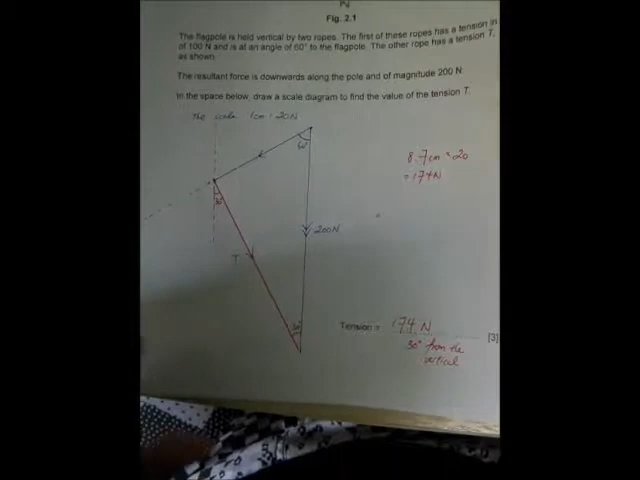 Fig. 2.1
The flagpole is held vertical by two ropes. The first of these ropes has a tension in
of 100 N and is at an angle of 60° to the flagpole. The other rope has a tension T,
as shown.
The resultant force is downwards along the pole and of magnitude 200 N
In the space below, draw a scale diagram to find the value of the tension T.
The scale 1cm : 20N
60°
8.7cm × 20
= 174N
200N
T
30°
Tension = 174 N
[3]
30° from the
vertical